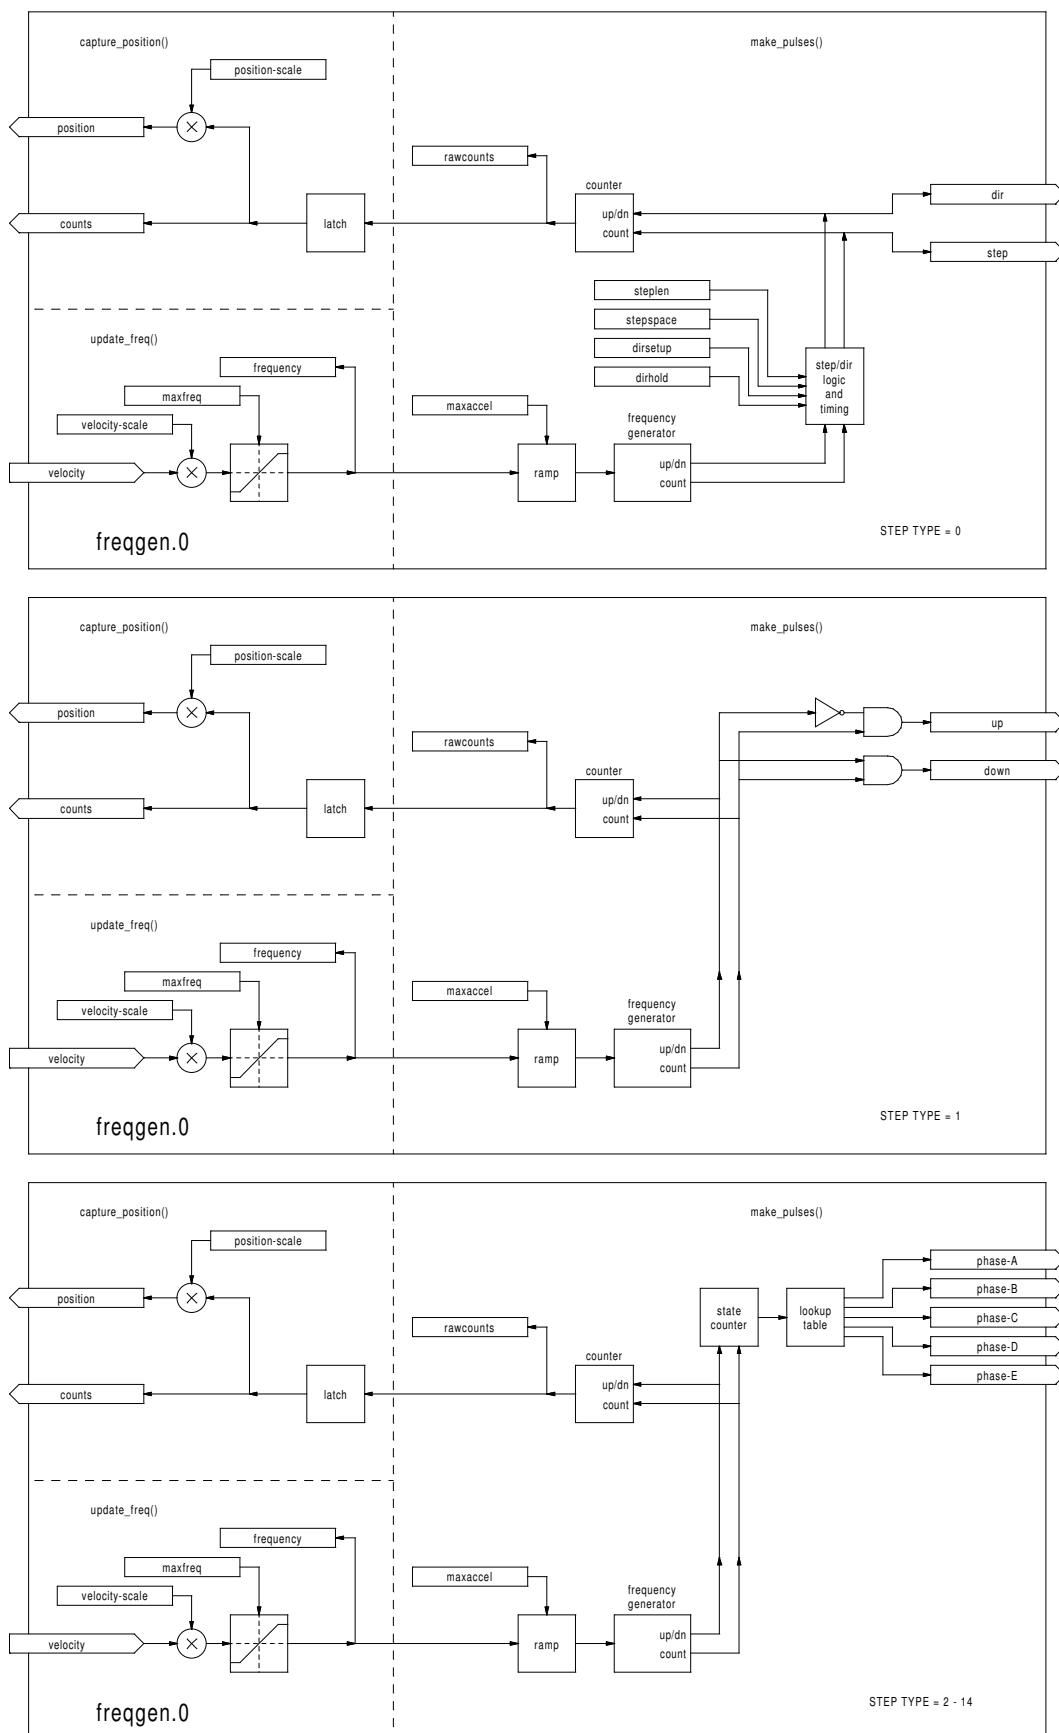 capture_position()
make_pulses()
position-scale
position
rawcounts
counter
dir
up/dn
counts
latch
count
step
steplen
stepspace
update_freq()
dirsetup
frequency
step/dir
logic
and
timing
dirhold
maxfreq
maxaccel
velocity-scale
frequency
generator
up/dn
velocity
ramp
count
freqgen.0
STEP TYPE = 0
capture_position()
make_pulses()
position-scale
position
up
rawcounts
counter
down
up/dn
counts
latch
count
update_freq()
frequency
maxfreq
maxaccel
velocity-scale
frequency
generator
up/dn
velocity
ramp
count
freqgen.0
STEP TYPE = 1
capture_position()
make_pulses()
position-scale
phase-A
position
phase-B
state
counter
lookup
table
phase-C
rawcounts
phase-D
counter
phase-E
up/dn
counts
latch
count
update_freq()
frequency
maxfreq
maxaccel
velocity-scale
frequency
generator
up/dn
velocity
ramp
count
freqgen.0
STEP TYPE = 2 - 14